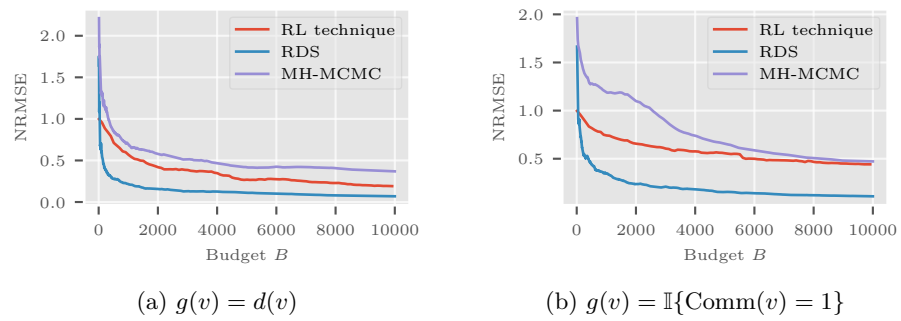 RL technique
RDS
MH-MCMC
NRMSE
2.0
1.5
1.0
0.5
0.0
0 2000 4000 6000 8000 10000
Budget B
(a) g(v) = d(v)
RL technique
RDS
MH-MCMC
NRMSE
2.0
1.5
1.0
0.5
0 2000 4000 6000 8000 10000
Budget B
(b) g(v) = 𝕀{Comm(v) = 1}